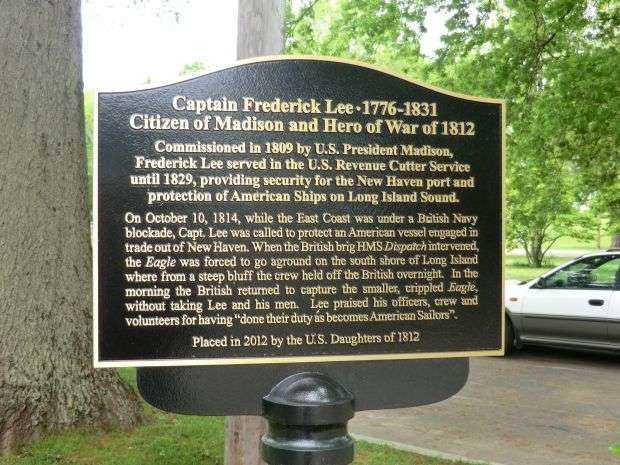 Captain Frederick Lee • 1776-1831
Citizen of Madison and Hero of War of 1812
Commissioned in 1809 by U.S. President Madison,
Frederick Lee served in the U.S. Revenue Cutter Service
until 1829, providing security for the New Haven port and
protection of American Ships on Long Island Sound.
On October 10, 1814, while the East Coast was under a British Navy
blockade, Capt. Lee was called to protect an American vessel engaged in
trade out of New Haven. When the British brig HMS Dispatch intervened,
the Eagle was forced to go aground on the south shore of Long Island
where from a steep bluff the crew held off the British overnight. In the
morning the British returned to capture the smaller, crippled Eagle,
without taking Lee and his men. Lee praised his officers, crew and
volunteers for having "done their duty as becomes American Sailors".
Placed in 2012 by the U.S. Daughters of 1812